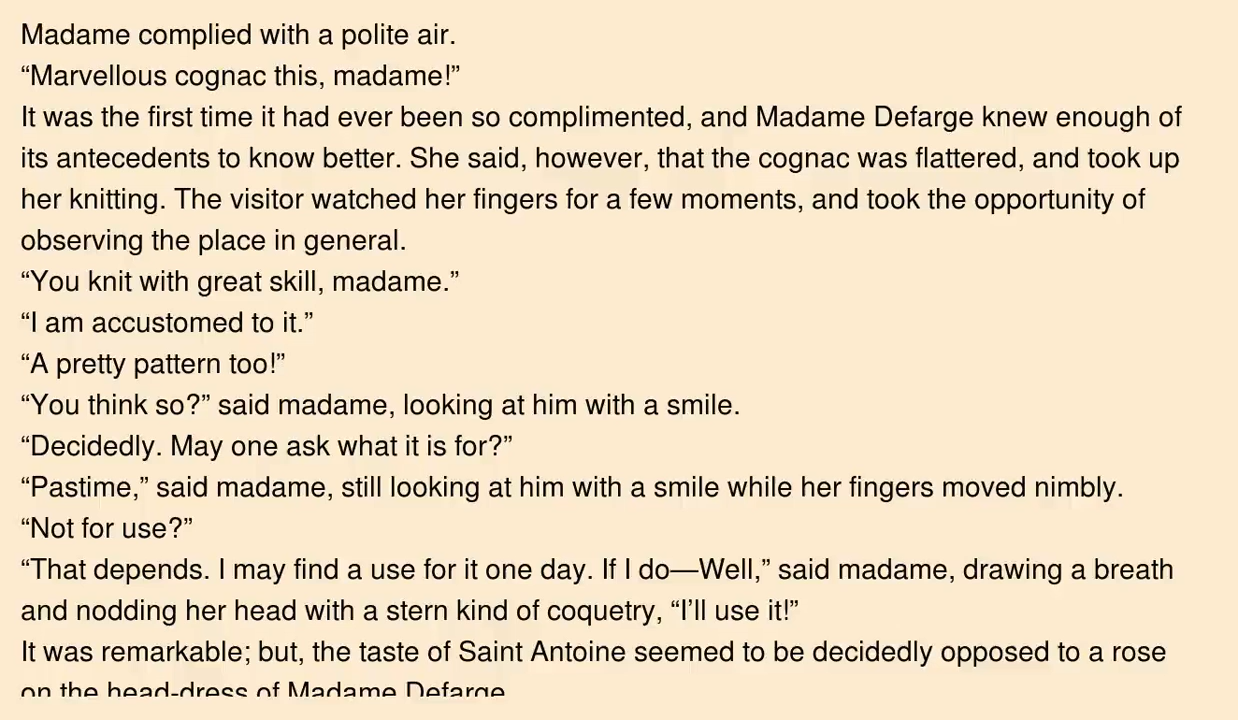 Madame complied with a polite air.
“Marvellous cognac this, madame!”
It was the first time it had ever been so complimented, and Madame Defarge knew enough of
its antecedents to know better. She said, however, that the cognac was flattered, and took up
her knitting. The visitor watched her fingers for a few moments, and took the opportunity of
observing the place in general.
“You knit with great skill, madame.”
“I am accustomed to it.”
“A pretty pattern too!”
“You think so?” said madame, looking at him with a smile.
“Decidedly. May one ask what it is for?”
“Pastime,” said madame, still looking at him with a smile while her fingers moved nimbly.
“Not for use?”
“That depends. I may find a use for it one day. If I do—Well,” said madame, drawing a breath
and nodding her head with a stern kind of coquetry, “I’ll use it!”
It was remarkable; but, the taste of Saint Antoine seemed to be decidedly opposed to a rose
on the head-dress of Madame Defarge